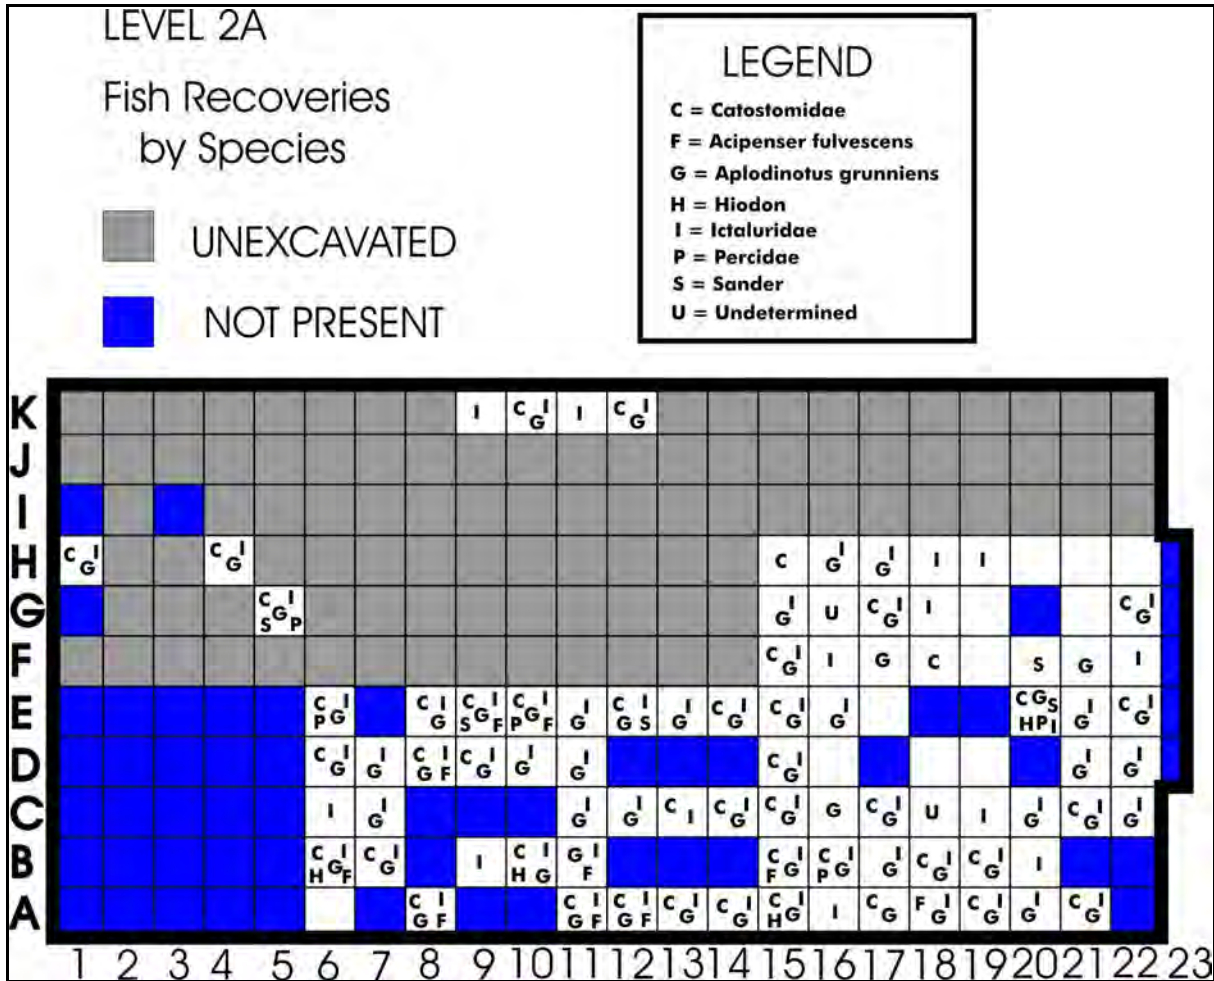 LEVEL 2A
Fish Recoveries
by Species
UNEXCAVATED
NOT PRESENT
LEGEND
C = Catostomidae
F = Acipenser fulvescens
G = Aplodinotus grunniens
H = Hiodon
I = Ictaluridae
P = Percidae
S = Sander
U = Undetermined
K I C G I I C G I
J
I
H C G I C G I C G I G I I I
G C G I S P G I U C G I I C G I
F C G I I G C S G I
E C I P G C I G C I S G F C I P G F G I C I G S G I C G I C G I G I C G S H P I G I C G I
D C G I G I C I G F C G I G I G I C G I G I G I
C I G I G I G I C I C G I C G I G C G I U I G I C G I G I
B C I H G F C G I I C I H G G I F C I F G C I P G G I C G I C G I I
A C I G F C I G F C I G F C G I C G I C I H G I C G F I G C G I G I C G I
1 2 3 4 5 6 7 8 9 10 11 12 13 14 15 16 17 18 19 20 21 22 23